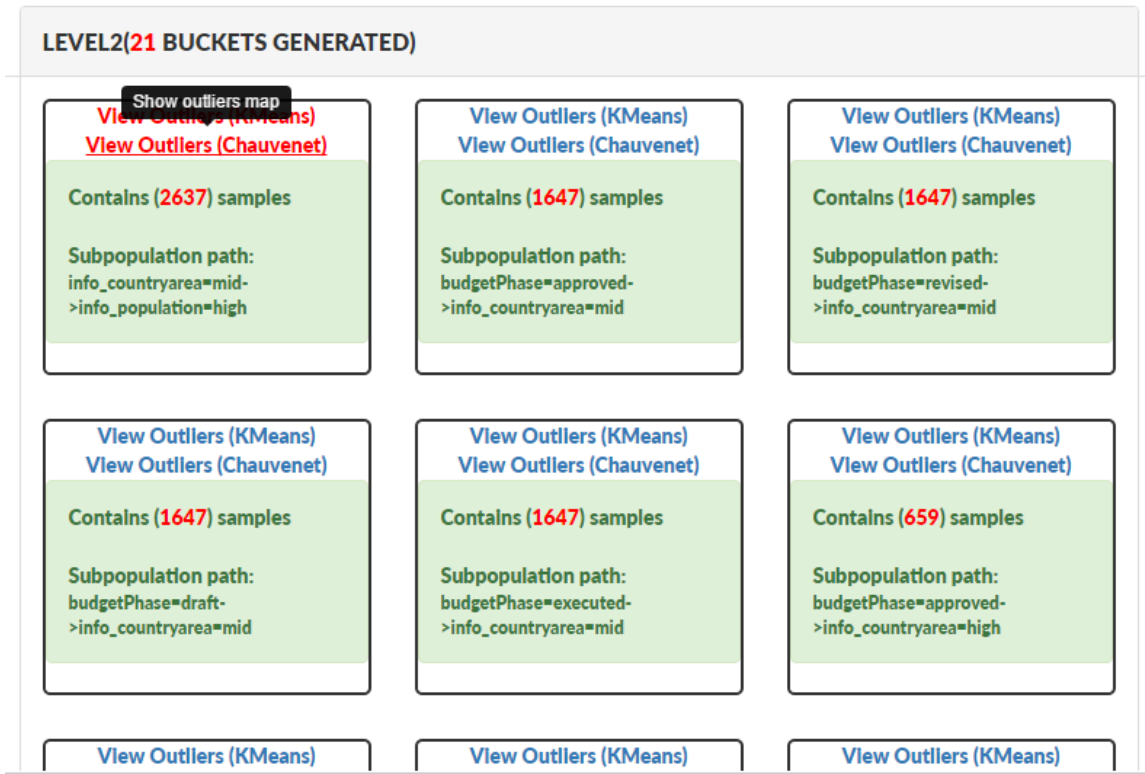 LEVEL2(21 BUCKETS GENERATED)
Show outliers map
View Outliers (KMeans)
View Outliers (Chauvenet)
Contains (2637) samples
Subpopulation path:
info_countryarea=mid-
>info_population=high
View Outliers (KMeans)
View Outliers (Chauvenet)
Contains (1647) samples
Subpopulation path:
budgetPhase=approved-
>info_countryarea=mid
View Outliers (KMeans)
View Outliers (Chauvenet)
Contains (1647) samples
Subpopulation path:
budgetPhase=revised-
>info_countryarea=mid
View Outliers (KMeans)
View Outliers (Chauvenet)
Contains (1647) samples
Subpopulation path:
budgetPhase=draft-
>info_countryarea=mid
View Outliers (KMeans)
View Outliers (Chauvenet)
Contains (1647) samples
Subpopulation path:
budgetPhase=executed-
>info_countryarea=mid
View Outliers (KMeans)
View Outliers (Chauvenet)
Contains (659) samples
Subpopulation path:
budgetPhase=approved-
>info_countryarea=high
View Outliers (KMeans)
View Outliers (KMeans)
View Outliers (KMeans)